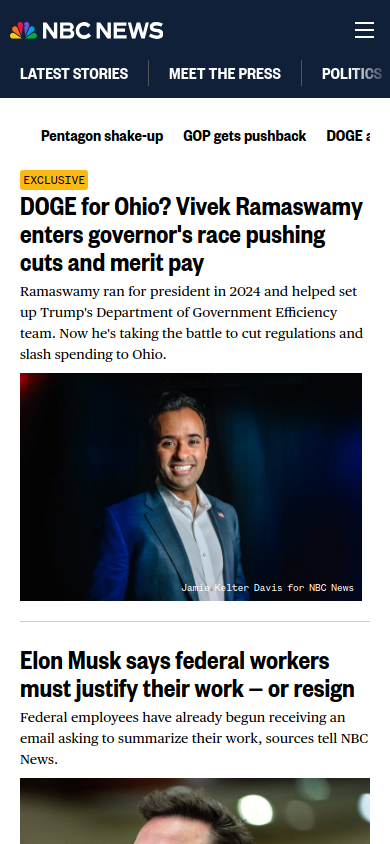 NBC NEWS
LATEST STORIES
MEET THE PRESS
POLITICS
Pentagon shake-up
GOP gets pushback
DOGE a
EXCLUSIVE
DOGE for Ohio? Vivek Ramaswamy
enters governor's race pushing
cuts and merit pay
Ramaswamy ran for president in 2024 and helped set
up Trump's Department of Government Efficiency
team. Now he's taking the battle to cut regulations and
slash spending to Ohio.
Jamie Kelter Davis for NBC News
Elon Musk says federal workers
must justify their work — or resign
Federal employees have already begun receiving an
email asking to summarize their work, sources tell NBC
News.